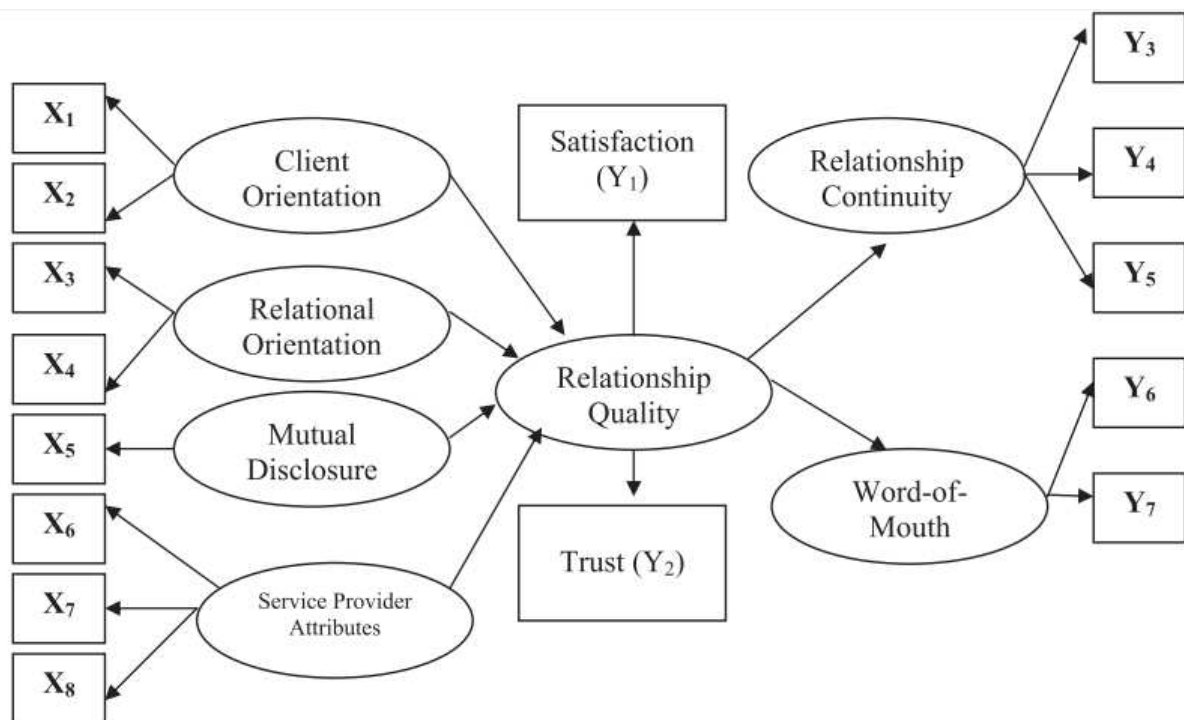 X₁
X₂
X₃
X₄
X₅
X₆
X₇
X₈
Client
Orientation
Relational
Orientation
Mutual
Disclosure
Service Provider
Attributes
Satisfaction
(Y₁)
Relationship
Quality
Trust (Y₂)
Relationship
Continuity
Word-of-
Mouth
Y₃
Y₄
Y₅
Y₆
Y₇